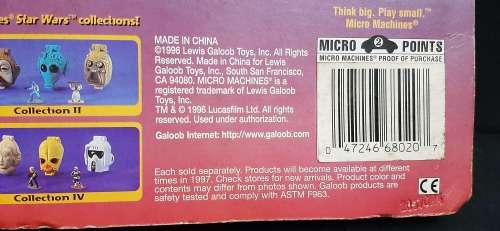 es® Star Wars™ collections!
Collection II
Collection IV
MADE IN CHINA
©1996 Lewis Galoob Toys, Inc. All Rights
Reserved. Made in China for Lewis
Galoob Toys, Inc., South San Francisco,
CA 94080. MICRO MACHINES® is a
registered trademark of Lewis Galoob
Toys, Inc.
TM & © 1996 Lucasfilm Ltd. All rights
reserved. Used under authorization.
Galoob Internet: http://www.galoob.com
Each sold separately. Products will become available at different
times in 1997. Check stores for new arrivals. Product color and
contents may differ from photos shown. Galoob products are
safety tested and comply with ASTM F963.
Think big. Play small.™
Micro Machines®
MICRO 2 POINTS
MICRO MACHINES® PROOF OF PURCHASE
0 47246 68020 7
CE